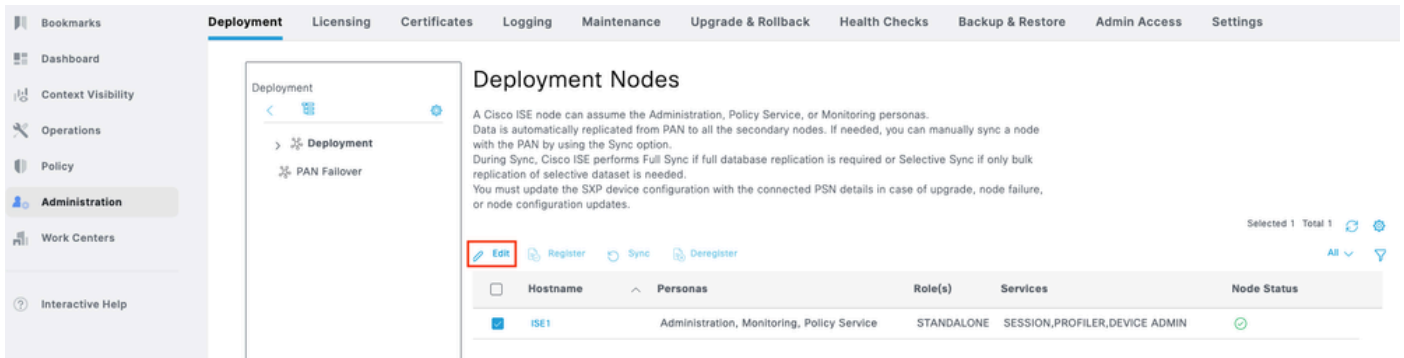 Bookmarks
Dashboard
Context Visibility
Operations
Policy
Administration
Work Centers
Interactive Help
Deployment Licensing Certificates Logging Maintenance Upgrade & Rollback Health Checks Backup & Restore Admin Access Settings
Deployment
Deployment
PAN Failover
Deployment Nodes
A Cisco ISE node can assume the Administration, Policy Service, or Monitoring personas.
Data is automatically replicated from PAN to all the secondary nodes. If needed, you can manually sync a node
with the PAN by using the Sync option.
During Sync, Cisco ISE performs Full Sync if full database replication is required or Selective Sync if only bulk
replication of selective dataset is needed.
You must update the SXP device configuration with the connected PSN details in case of upgrade, node failure,
or node configuration updates.
Selected 1 Total 1
Edit Register Sync Deregister All
Hostname Personas Role(s) Services Node Status
ISE1 Administration, Monitoring, Policy Service STANDALONE SESSION,PROFILER,DEVICE ADMIN